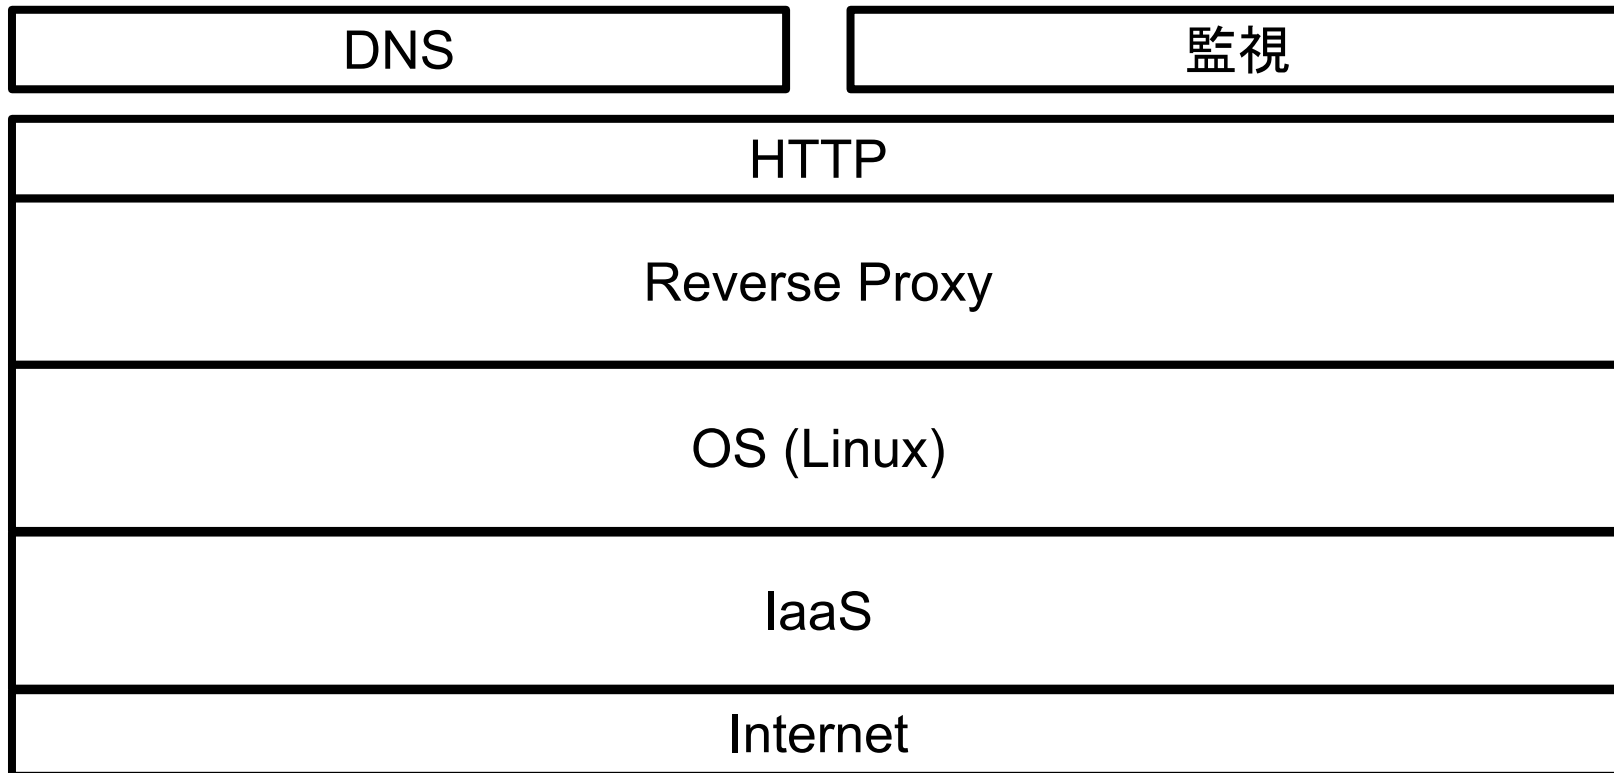 DNS
監視
HTTP
Reverse Proxy
OS (Linux)
IaaS
Internet